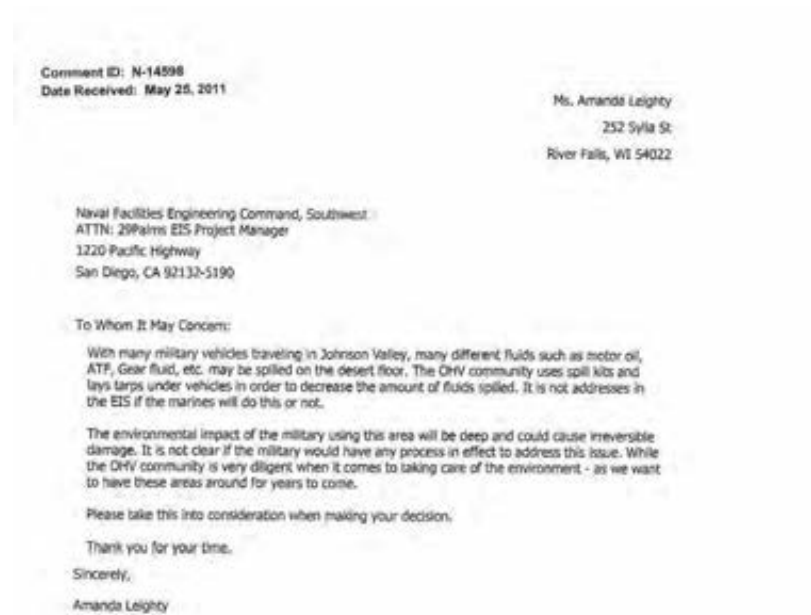 Comment ID: N-14598
Date Received: May 25, 2011
Ms. Amanda Leighty
252 Sylla St
River Falls, WI 54022
Naval Facilities Engineering Command, Southwest
ATTN: 29Palms EIS Project Manager
1220 Pacific Highway
San Diego, CA 92132-5190
To Whom It May Concern:
With many military vehicles traveling in Johnson Valley, many different fluids such as motor oil,
ATF, Gear fluid, etc. may be spilled on the desert floor. The OHV community uses spill kits and
lays tarps under vehicles in order to decrease the amount of fluids spilled. It is not addresses in
the EIS if the marines will do this or not.
The environmental impact of the military using this area will be deep and could cause irreversible
damage. It is not clear if the military would have any process in effect to address this issue. While
the OHV community is very diligent when it comes to taking care of the environment - as we want
to have these areas around for years to come.
Please take this into consideration when making your decision.
Thank you for your time.
Sincerely,
Amanda Leighty